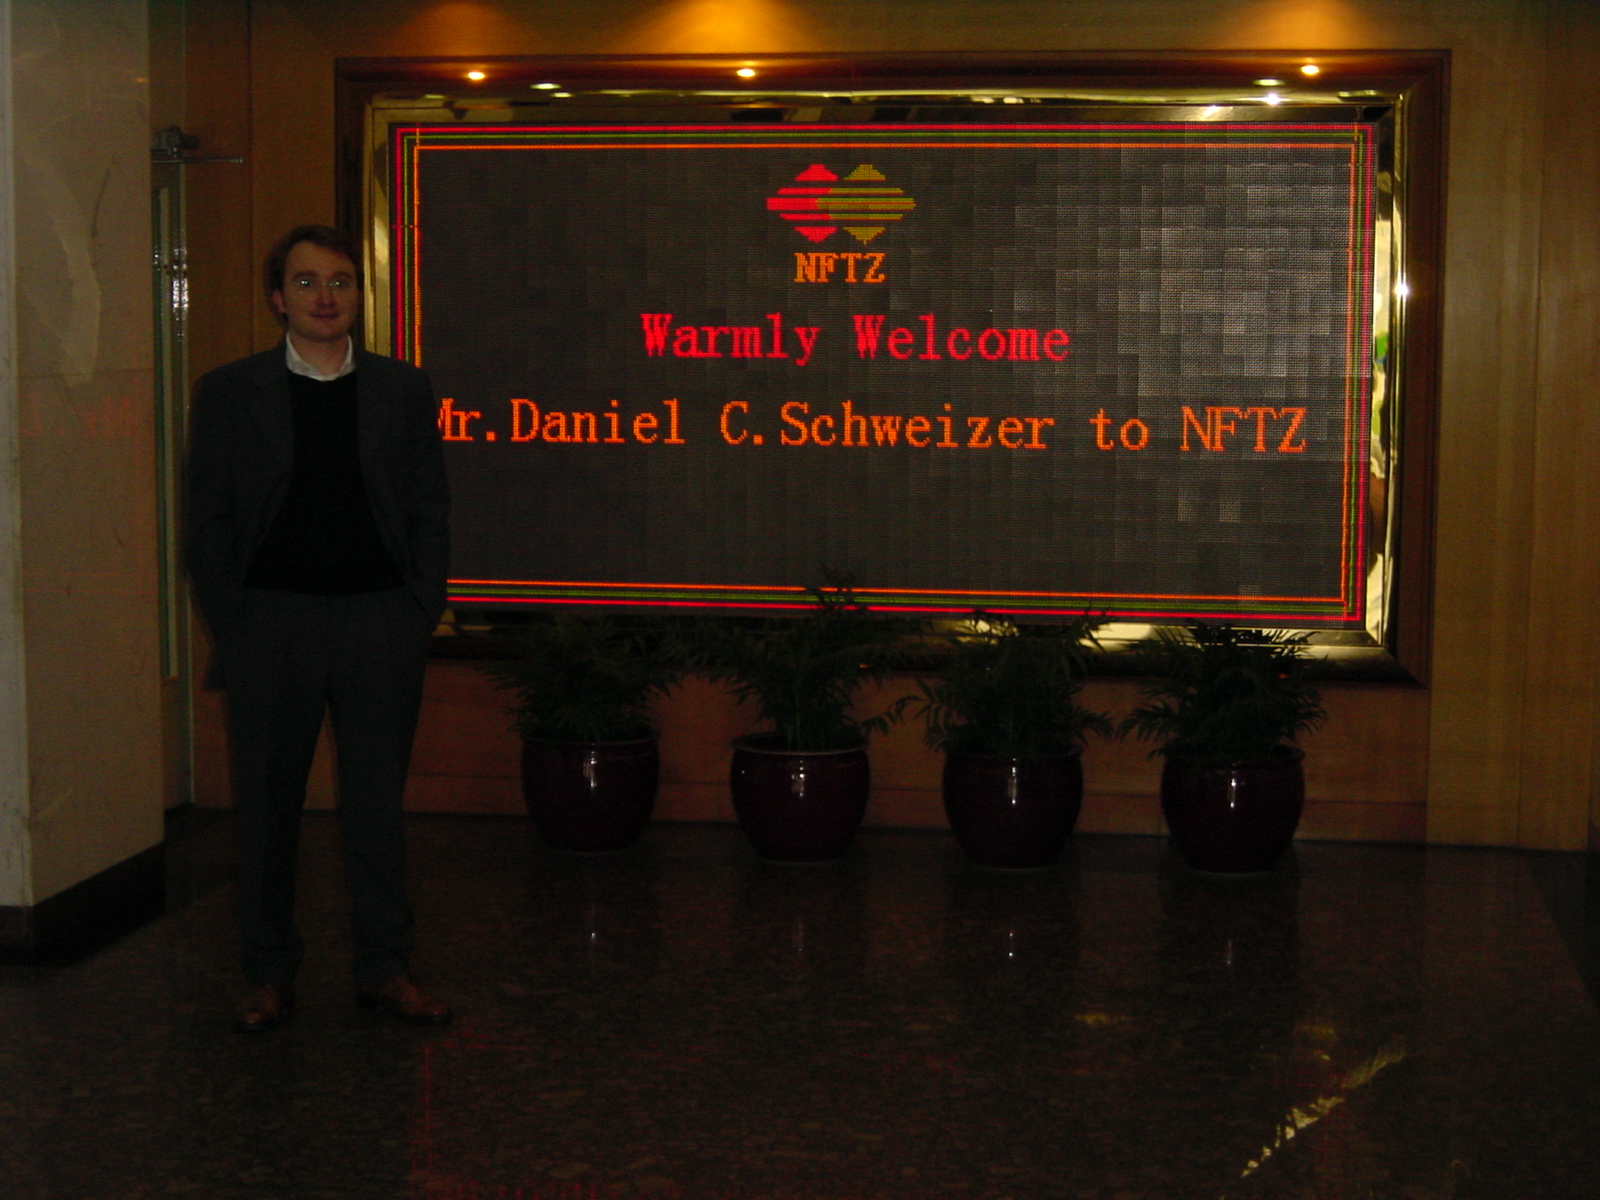 NFTZ
Warmly Welcome
Mr.Daniel C.Schweizer to NFTZ